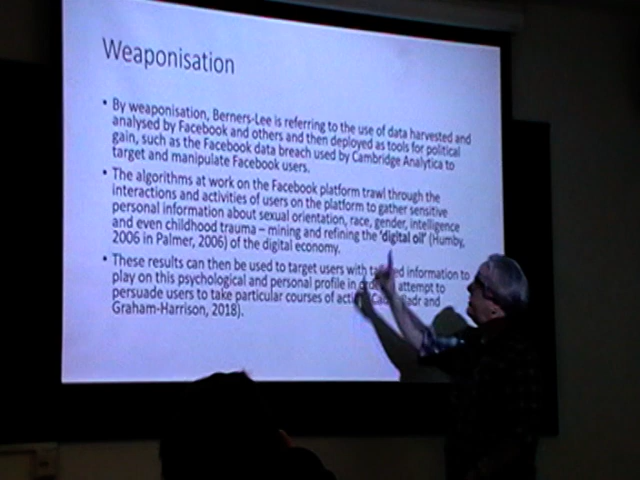 Weaponisation
• By weaponisation, Berners-Lee is referring to the use of data harvested and
analysed by Facebook and others and then deployed as tools for political
gain, such as the Facebook data breach used by Cambridge Analytica to
target and manipulate Facebook users.
• The algorithms at work on the Facebook platform trawl through the
interactions and activities of users on the platform to gather sensitive
personal information about sexual orientation, race, gender, intelligence
and even childhood trauma – mining and refining the 'digital oil' (Humby,
2006 in Palmer, 2006) of the digital economy.
• These results can then be used to target users with information to
play on this psychological and personal profile in attempt to
persuade users to take particular courses of and
Graham-Harrison, 2018).